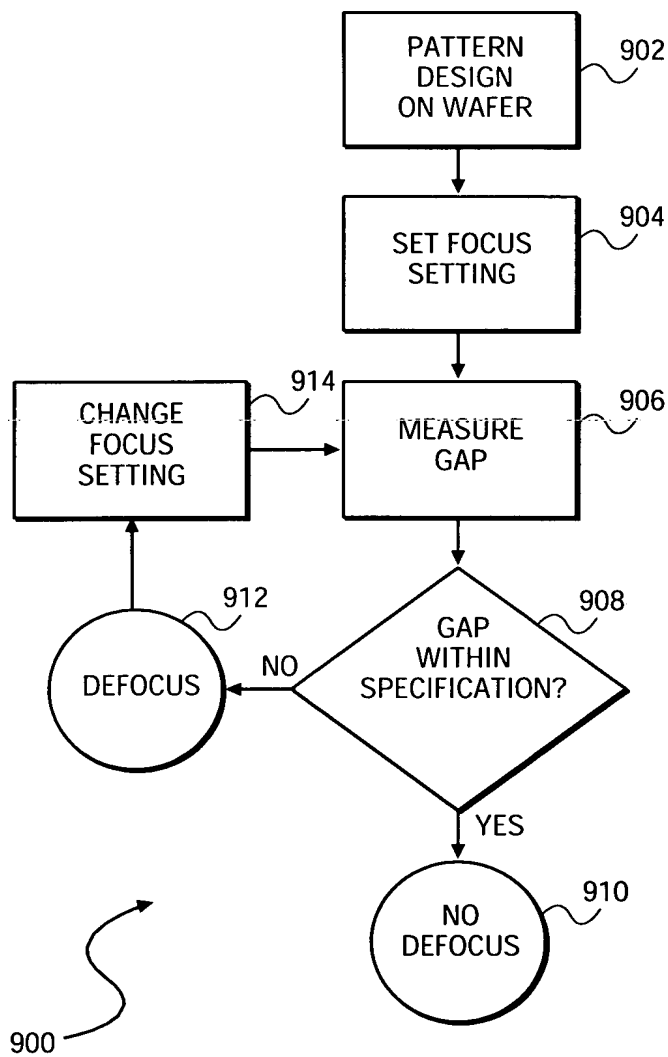 PATTERN
DESIGN
ON WAFER
902
SET FOCUS
SETTING
904
CHANGE
FOCUS
SETTING
914
MEASURE
GAP
906
GAP
WITHIN
SPECIFICATION?
908
NO
DEFOCUS
912
YES
NO
DEFOCUS
910
900